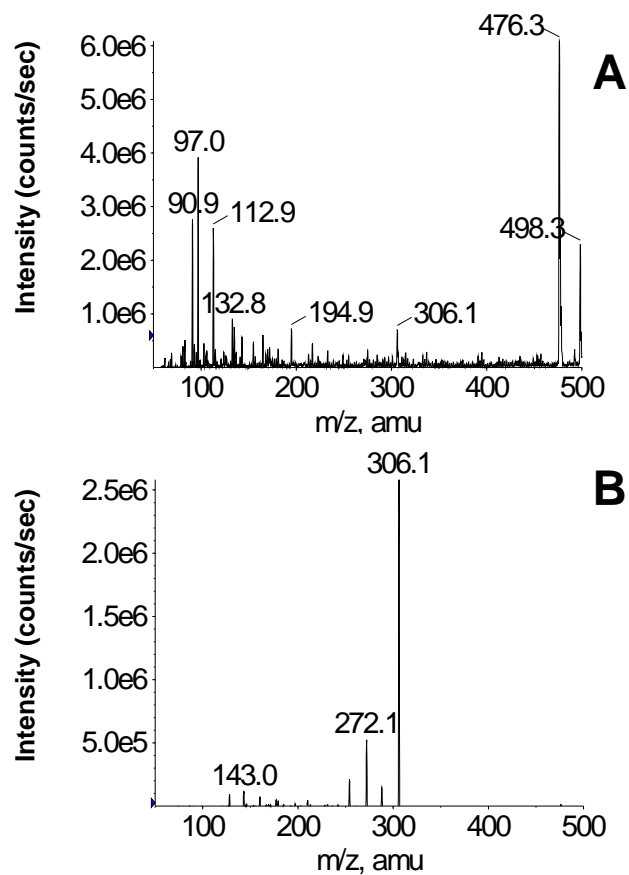 476.3
A
6.0e6
5.0e6
4.0e6
3.0e6
2.0e6
1.0e6
Intensity (counts/sec)
97.0
90.9
112.9
498.3
132.8
194.9
306.1
100
200
300
400
500
m/z, amu
306.1
B
2.5e6
2.0e6
1.5e6
1.0e6
5.0e5
Intensity (counts/sec)
272.1
143.0
100
200
300
400
500
m/z, amu